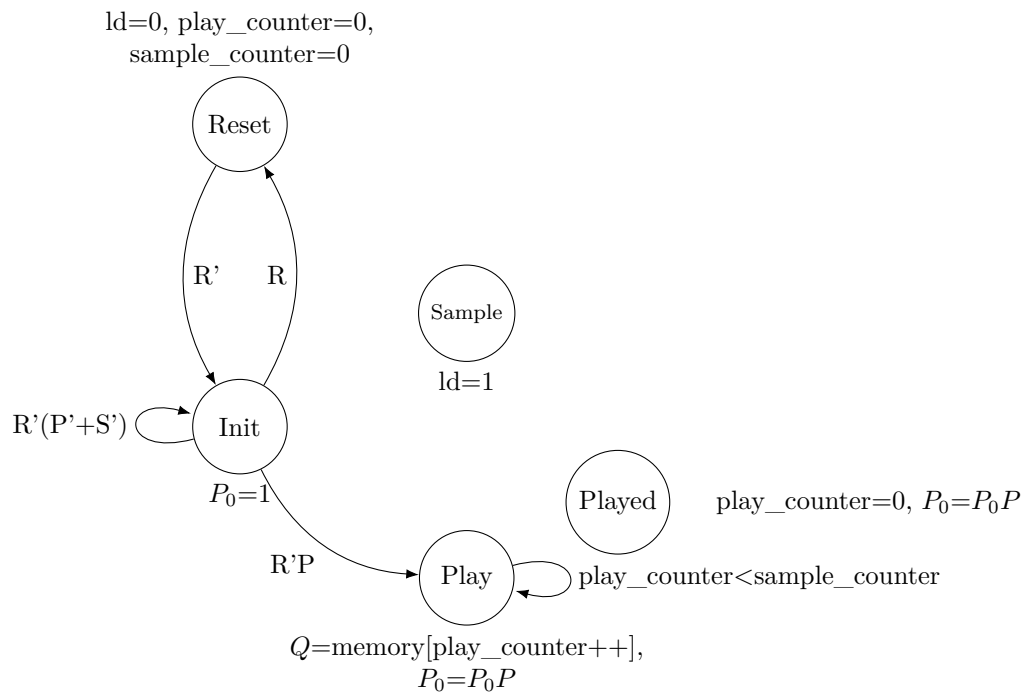 ld=0, play_counter=0,
sample_counter=0
Reset
R'
R
Sample
ld=1
R'(P'+S')
Init
P₀=1
Played
play_counter=0, P₀=P₀P
R'P
Play
play_counter<sample_counter
Q=memory[play_counter++],
P₀=P₀P